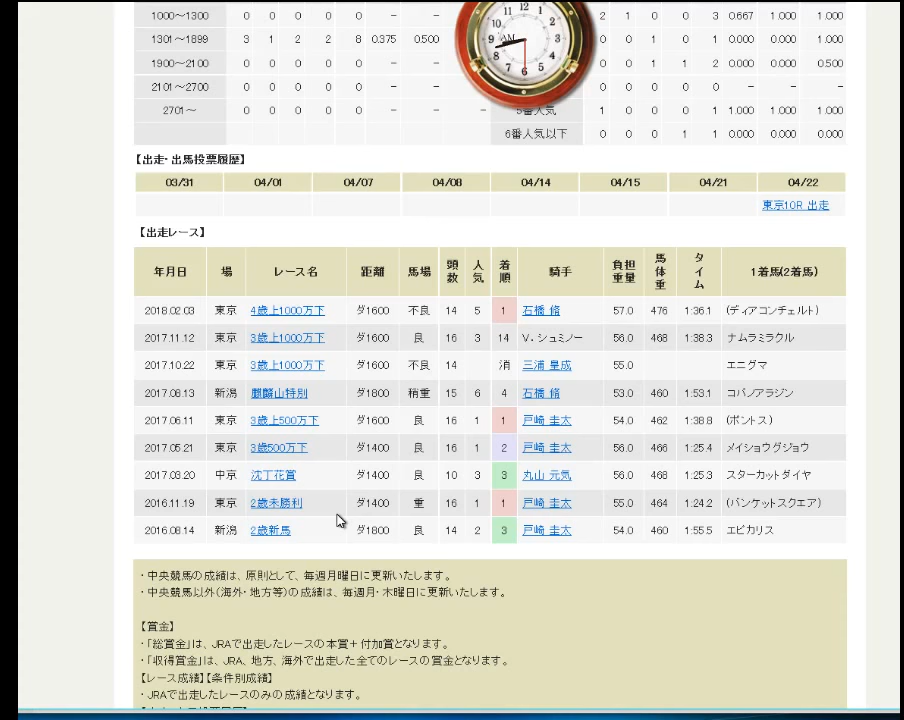 1000～1300 0 0 0 0 0 － － 2 1 0 0 3 0.667 1.000 1.000
1301～1899 3 1 2 2 8 0.375 0.500 0 0 1 0 1 0.000 0.000 1.000
1900～2100 0 0 0 0 0 － － 0 0 1 1 2 0.000 0.000 0.500
2101～2700 0 0 0 0 0 － － 0 0 0 0 0 － － －
2701～ 0 0 0 0 0 － － － 5番人気 1 0 0 0 1 1.000 1.000 1.000
6番人気以下 0 0 0 1 1 0.000 0.000 0.000
10 11 12 1 2 3 4 5 6 7 8 9 AM
【出走・出馬投票履歴】
03/31 04/01 04/07 04/08 04/14 04/15 04/21 04/22
東京10R 出走
【出走レース】
年月日 場 レース名 距離 馬場 頭数 人気 着順 騎手 負担重量 馬体重 タイム 1着馬(2着馬)
2018.02.03 東京 4歳上1000万下 ダ1600 不良 14 5 1 石橋 脩 57.0 476 1:36.1 (ディアコンチェルト)
2017.11.12 東京 3歳上1000万下 ダ1600 良 16 3 14 V．シュミノー 56.0 468 1:38.3 ナムラミラクル
2017.10.22 東京 3歳上1000万下 ダ1600 不良 14 消 三浦 皇成 55.0 エニグマ
2017.08.13 新潟 麒麟山特別 ダ1800 稍重 15 6 4 石橋 脩 53.0 460 1:53.1 コパノアラジン
2017.06.11 東京 3歳上500万下 ダ1600 良 16 1 1 戸崎 圭太 54.0 462 1:38.8 (ポントス)
2017.05.21 東京 3歳500万下 ダ1400 良 16 1 2 戸崎 圭太 56.0 466 1:25.4 メイショウグジョウ
2017.03.20 中京 沈丁花賞 ダ1400 良 10 3 3 丸山 元気 56.0 468 1:25.3 スターカットダイヤ
2016.11.19 東京 2歳未勝利 ダ1400 重 16 1 1 戸崎 圭太 55.0 464 1:24.2 (バンケットスクエア)
2016.08.14 新潟 2歳新馬 ダ1800 良 14 2 3 戸崎 圭太 54.0 460 1:55.5 エピカリス
・中央競馬の成績は、原則として、毎週月曜日に更新いたします。
・中央競馬以外(海外・地方等)の成績は、毎週月・木曜日に更新いたします。
【賞金】
・「総賞金」は、JRAで出走したレースの本賞＋付加賞となります。
・「収得賞金」は、JRA、地方、海外で出走した全てのレースの賞金となります。
【レース成績】【条件別成績】
・JRAで出走したレースのみの成績となります。